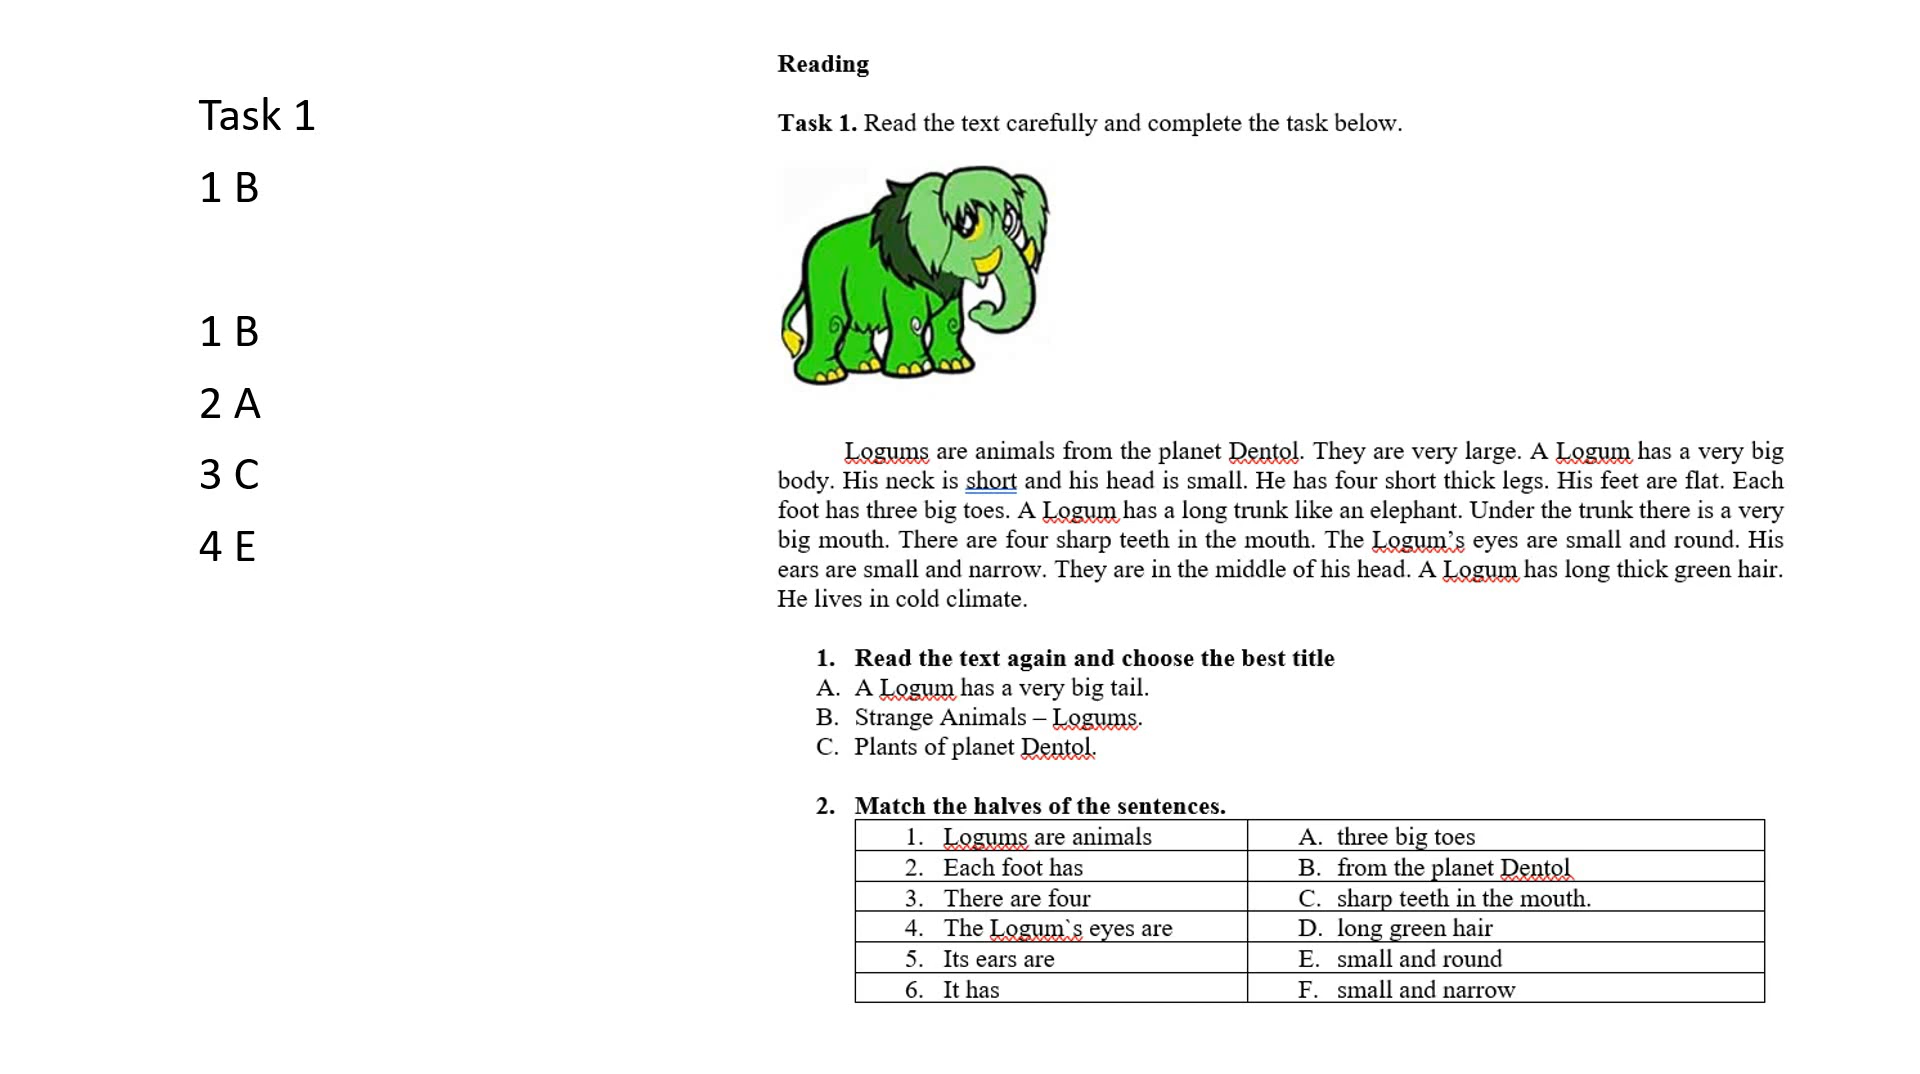 Task 1
1 B
1 B
2 A
3 C
4 E
Reading
Task 1. Read the text carefully and complete the task below.
Logums are animals from the planet Dentol. They are very large. A Logum has a very big
body. His neck is short and his head is small. He has four short thick legs. His feet are flat. Each
foot has three big toes. A Logum has a long trunk like an elephant. Under the trunk there is a very
big mouth. There are four sharp teeth in the mouth. The Logum’s eyes are small and round. His
ears are small and narrow. They are in the middle of his head. A Logum has long thick green hair.
He lives in cold climate.
1. Read the text again and choose the best title
A. A Logum has a very big tail.
B. Strange Animals – Logums.
C. Plants of planet Dentol.
2. Match the halves of the sentences.
1. Logums are animals A. three big toes
2. Each foot has B. from the planet Dentol
3. There are four C. sharp teeth in the mouth.
4. The Logum`s eyes are D. long green hair
5. Its ears are E. small and round
6. It has F. small and narrow